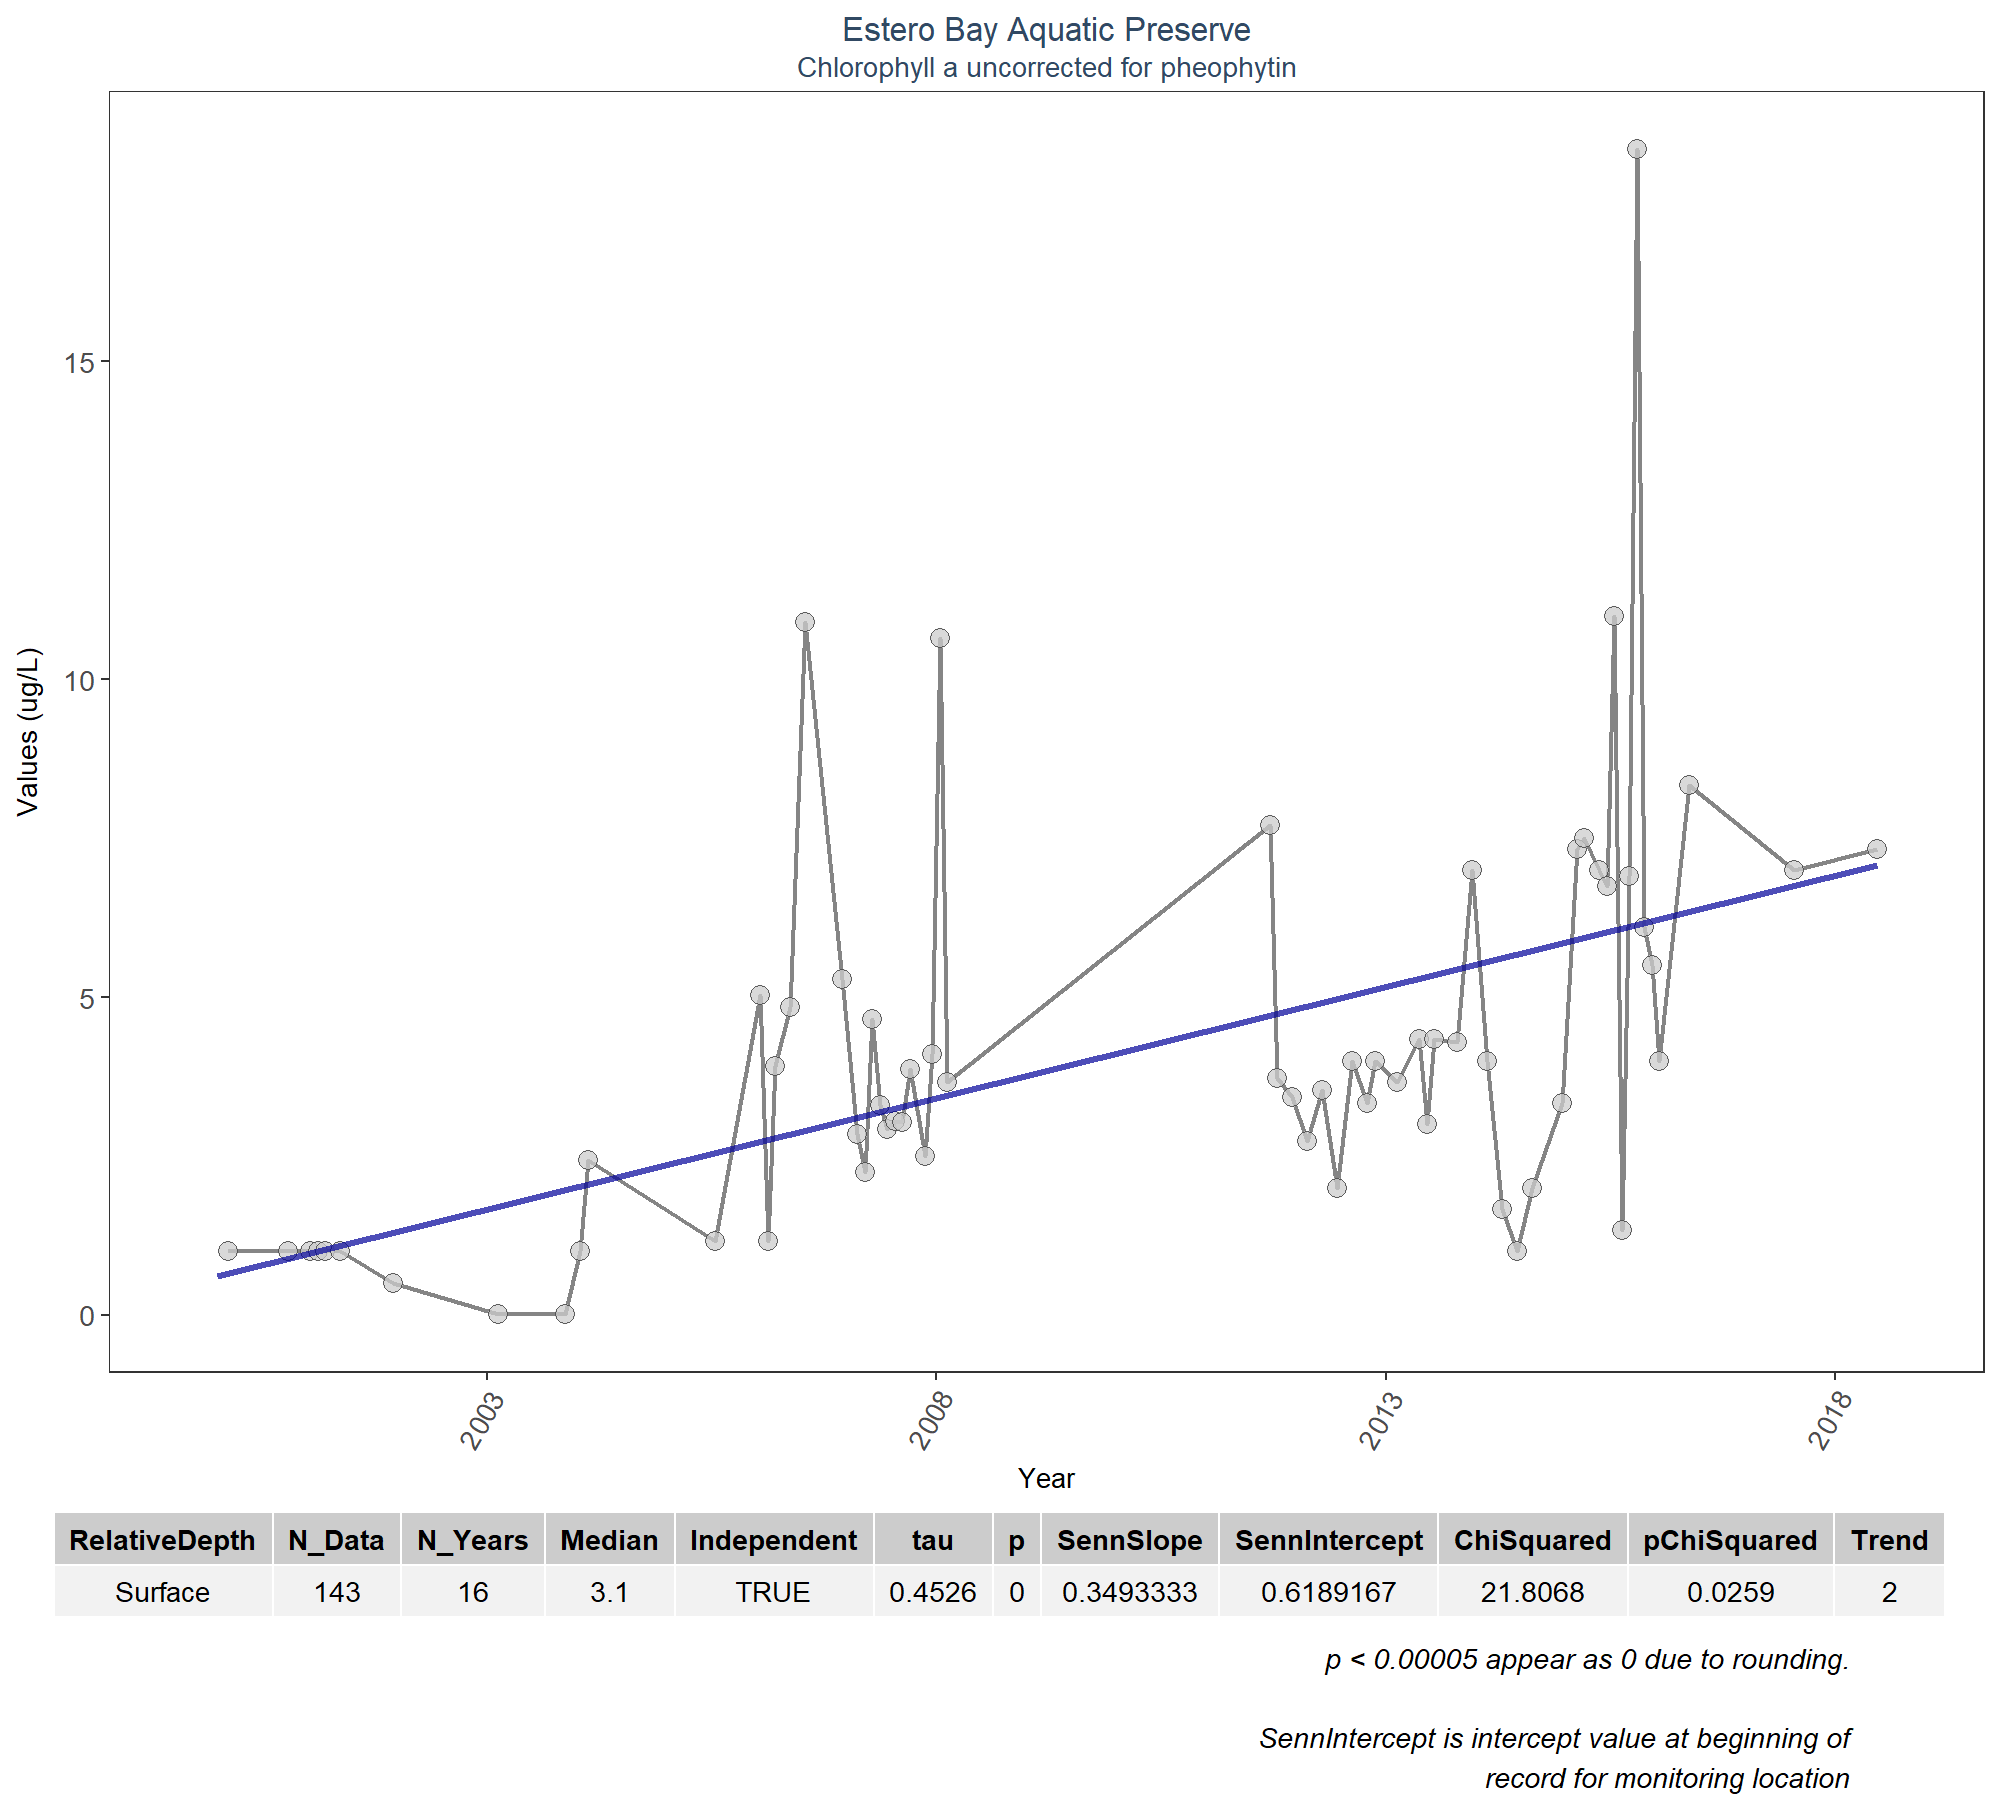 Estero Bay Aquatic Preserve
Chlorophyll a uncorrected for pheophytin
Values (ug/L)
15
10
5
0
2003 2008 2013 2018
Year
RelativeDepth N_Data N_Years Median Independent tau p SennSlope SennIntercept ChiSquared pChiSquared Trend
Surface 143 16 3.1 TRUE 0.4526 0 0.3493333 0.6189167 21.8068 0.0259 2
p < 0.00005 appear as 0 due to rounding.
SennIntercept is intercept value at beginning of
record for monitoring location